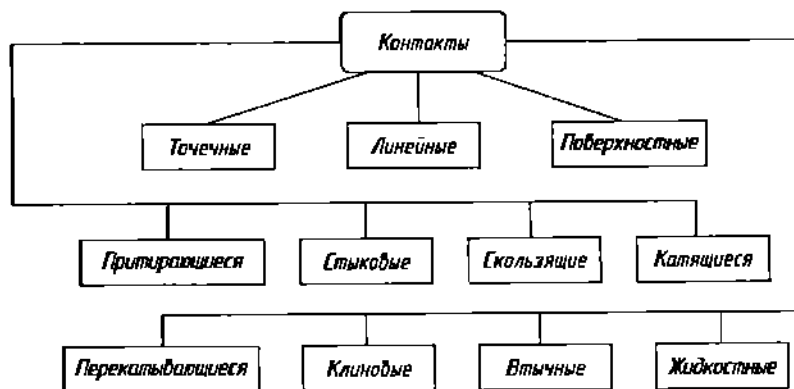 Контакты
Точечные
Линейные
Поверхностные
Притирающиеся
Стыковые
Скользящие
Катящиеся
Перекатывающиеся
Клиновые
Втычные
Жидкостные